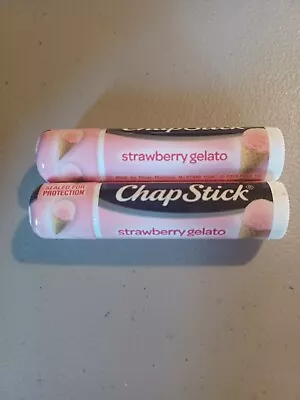 ChapStick
strawberry gelato
SEALED FOR
PROTECTION
ChapStick®
strawberry gelato